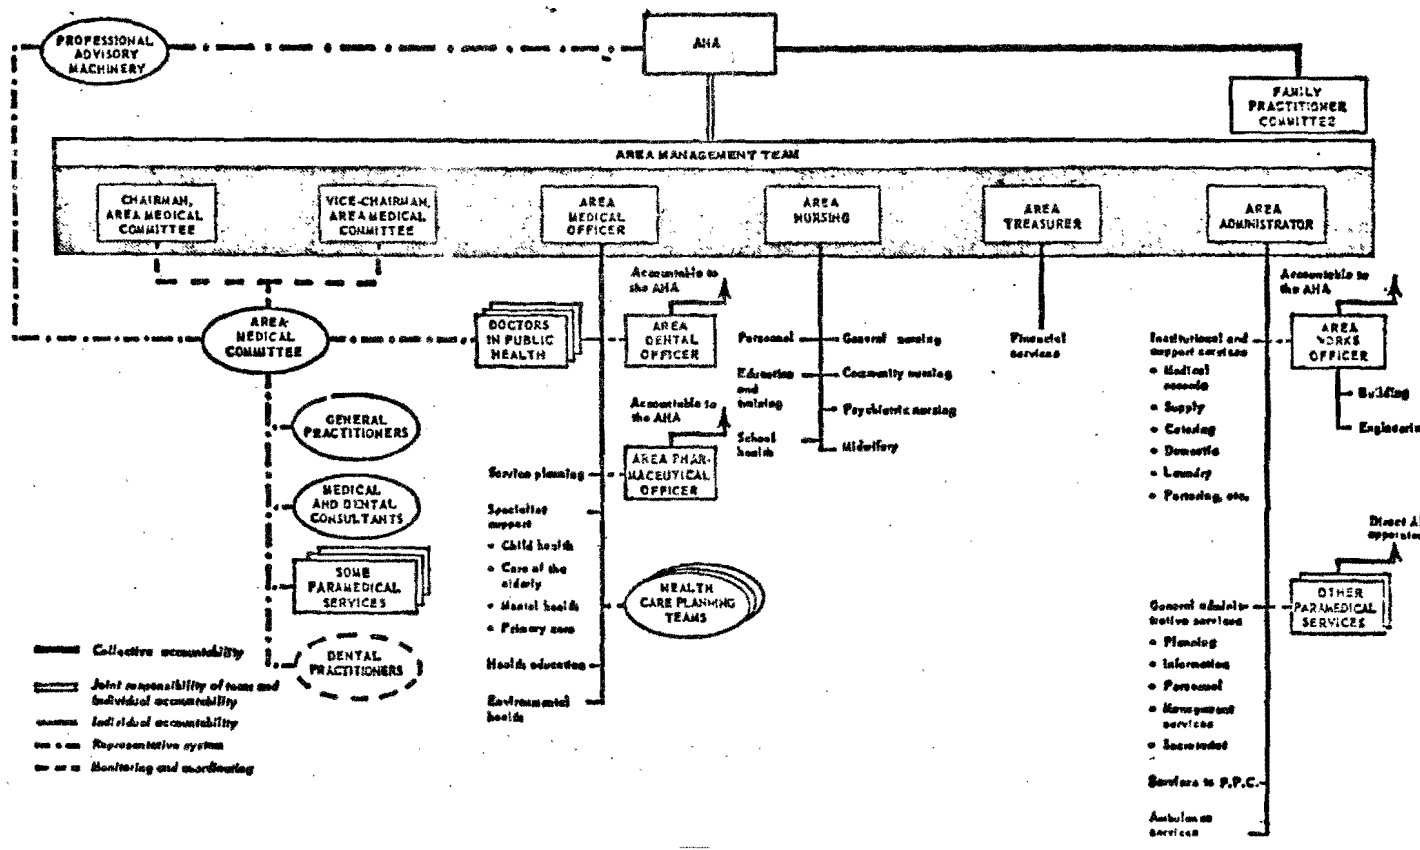 PROFESSIONAL
ADVISORY
MACHINERY
AHA
FAMILY
PRACTITIONER
COMMITTEE
AREA MANAGEMENT TEAM
CHAIRMAN,
AREA MEDICAL
COMMITTEE
VICE-CHAIRMAN,
AREA MEDICAL
COMMITTEE
AREA
MEDICAL
OFFICER
AREA
NURSING
AREA
TREASURER
AREA
ADMINISTRATOR
AREA
MEDICAL
COMMITTEE
DOCTORS
IN PUBLIC
HEALTH
Accountable to
the AHA
AREA
DENTAL
OFFICER
Personnel
Education
and
training
School
health
General nursing
Community nursing
Psychiatric nursing
Midwifery
Financial
services
Accountable to
the AHA
Institutional and
support services
• Medical
records
• Supply
• Catering
• Domestic
• Laundry
• Portering, etc.
AREA
WORKS
OFFICER
Building
Engineerin
GENERAL
PRACTITIONERS
MEDICAL
AND DENTAL
CONSULTANTS
SOME
PARAMEDICAL
SERVICES
DENTAL
PRACTITIONERS
Accountable to
the AHA
AREA PHAR-
MACEUTICAL
OFFICER
Service planning
Specialist
support
• Child health
• Care of the
elderly
• Mental health
• Primary care
Health education
Environmental
health
HEALTH
CARE PLANNING
TEAMS
Direct A
General adminis-
trative services
• Planning
• Information
• Personnel
• Management
services
• Secretariat
Services to F.P.C.
Ambulance
services
OTHER
PARAMEDICAL
SERVICES
Collective accountability
Joint responsibility of team and
individual accountability
Individual accountability
Representative system
Monitoring and coordinating